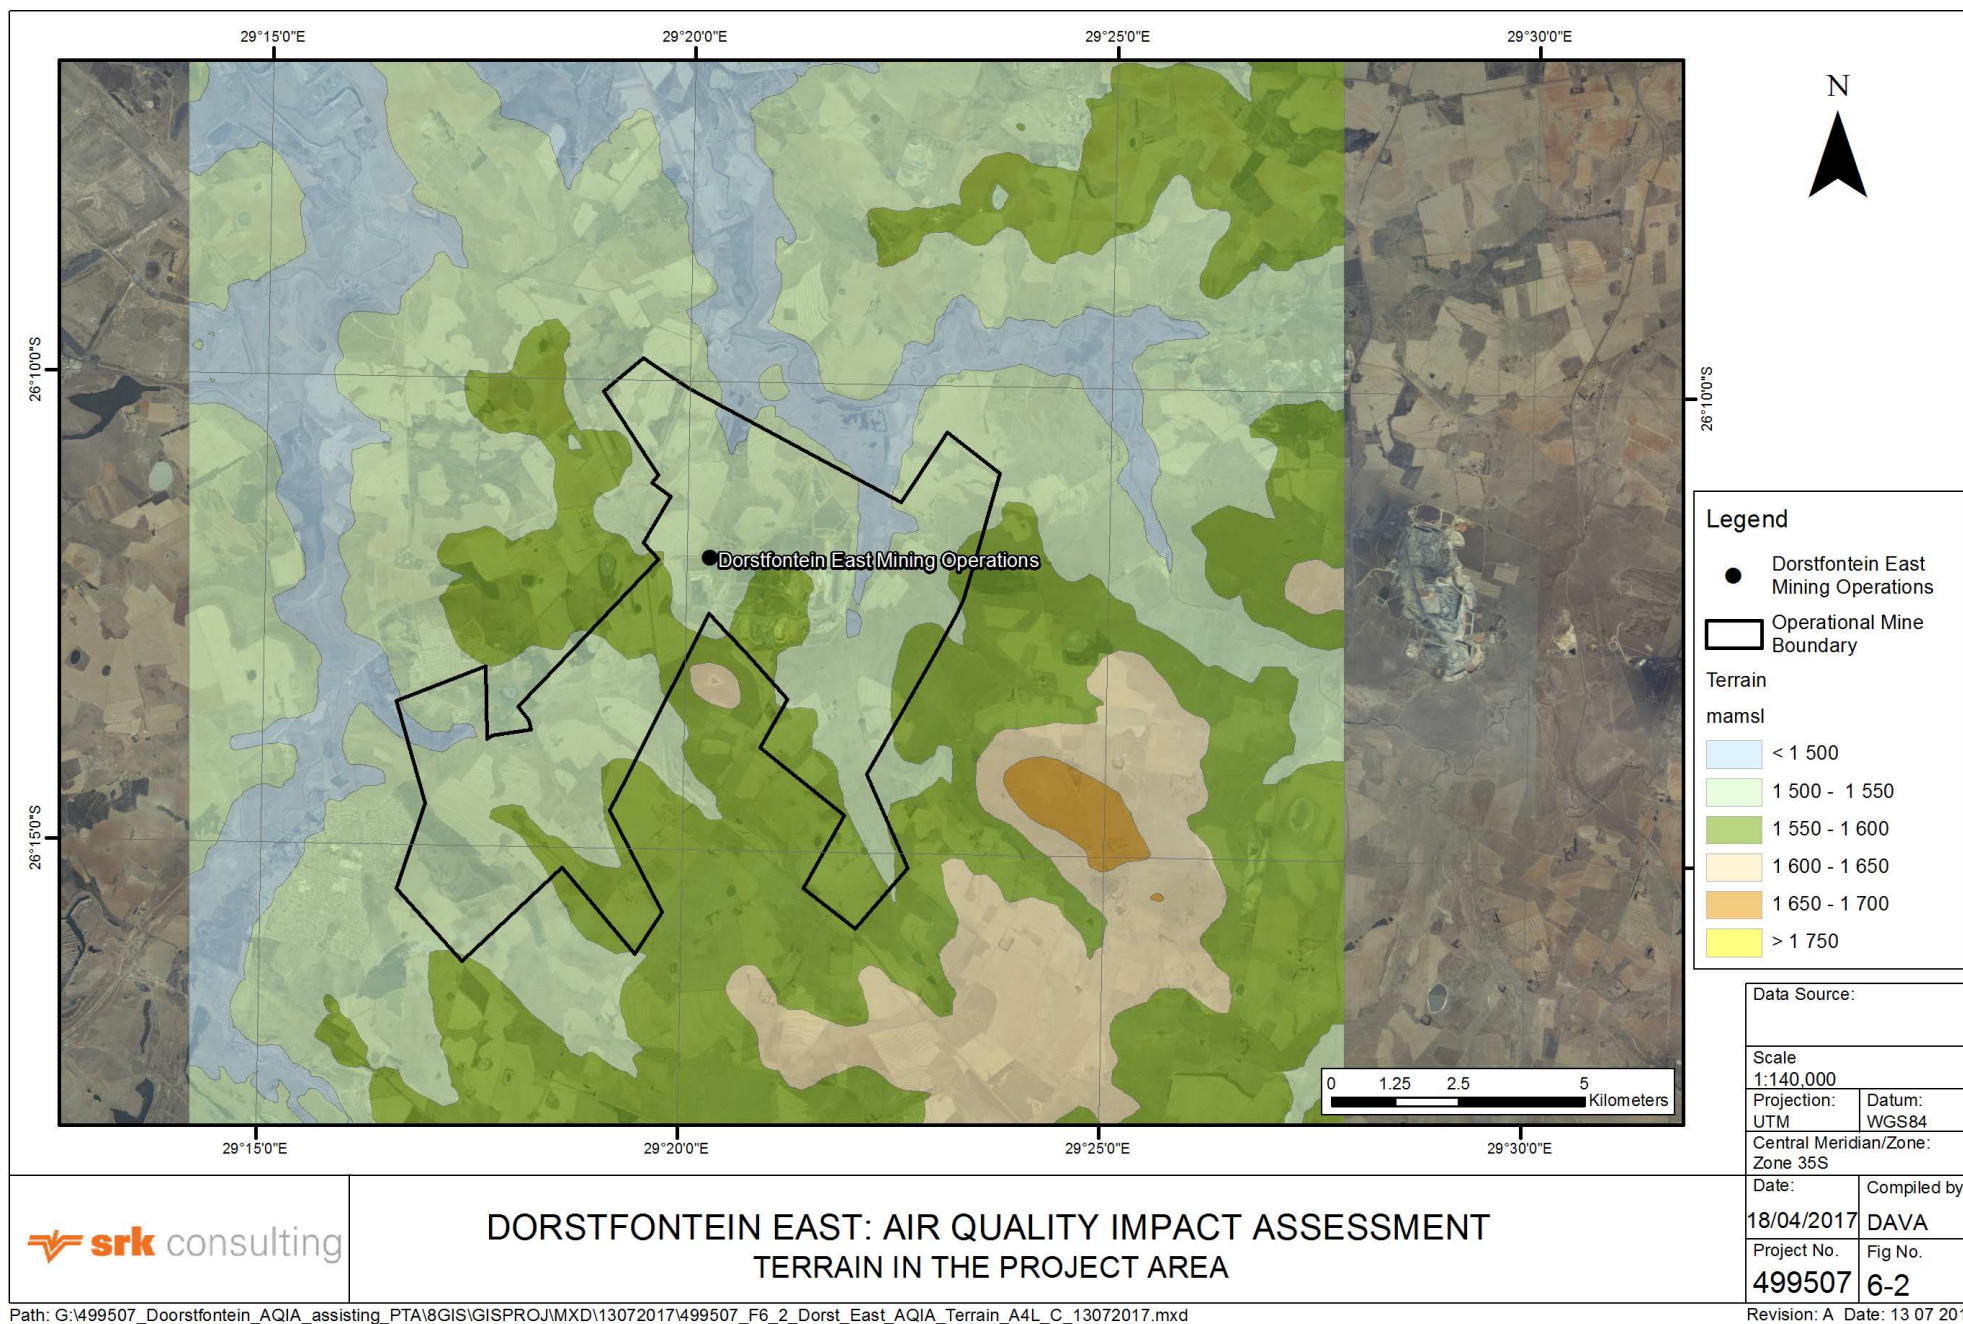 29°15'0"E 29°20'0"E 29°25'0"E 29°30'0"E
N
26°10'0"S
26°10'0"S
26°15'0"S
Dorstfontein East Mining Operations
Legend
Dorstfontein East
Mining Operations
Operational Mine
Boundary
Terrain
mamsl
< 1 500
1 500 - 1 550
1 550 - 1 600
1 600 - 1 650
1 650 - 1 700
> 1 750
0 1.25 2.5 5
Kilometers
29°15'0"E 29°20'0"E 29°25'0"E 29°30'0"E
Data Source:
Scale
1:140,000
Projection:
UTM
Datum:
WGS84
Central Meridian/Zone:
Zone 35S
Date:
18/04/2017
Compiled by
DAVA
Project No.
499507
Fig No.
6-2
srk consulting
DORSTFONTEIN EAST: AIR QUALITY IMPACT ASSESSMENT
TERRAIN IN THE PROJECT AREA
Path: G:\499507_Doorstfontein_AQIA_assisting_PTA\8GIS\GISPROJ\MXD\13072017\499507_F6_2_Dorst_East_AQIA_Terrain_A4L_C_13072017.mxd
Revision: A Date: 13 07 201